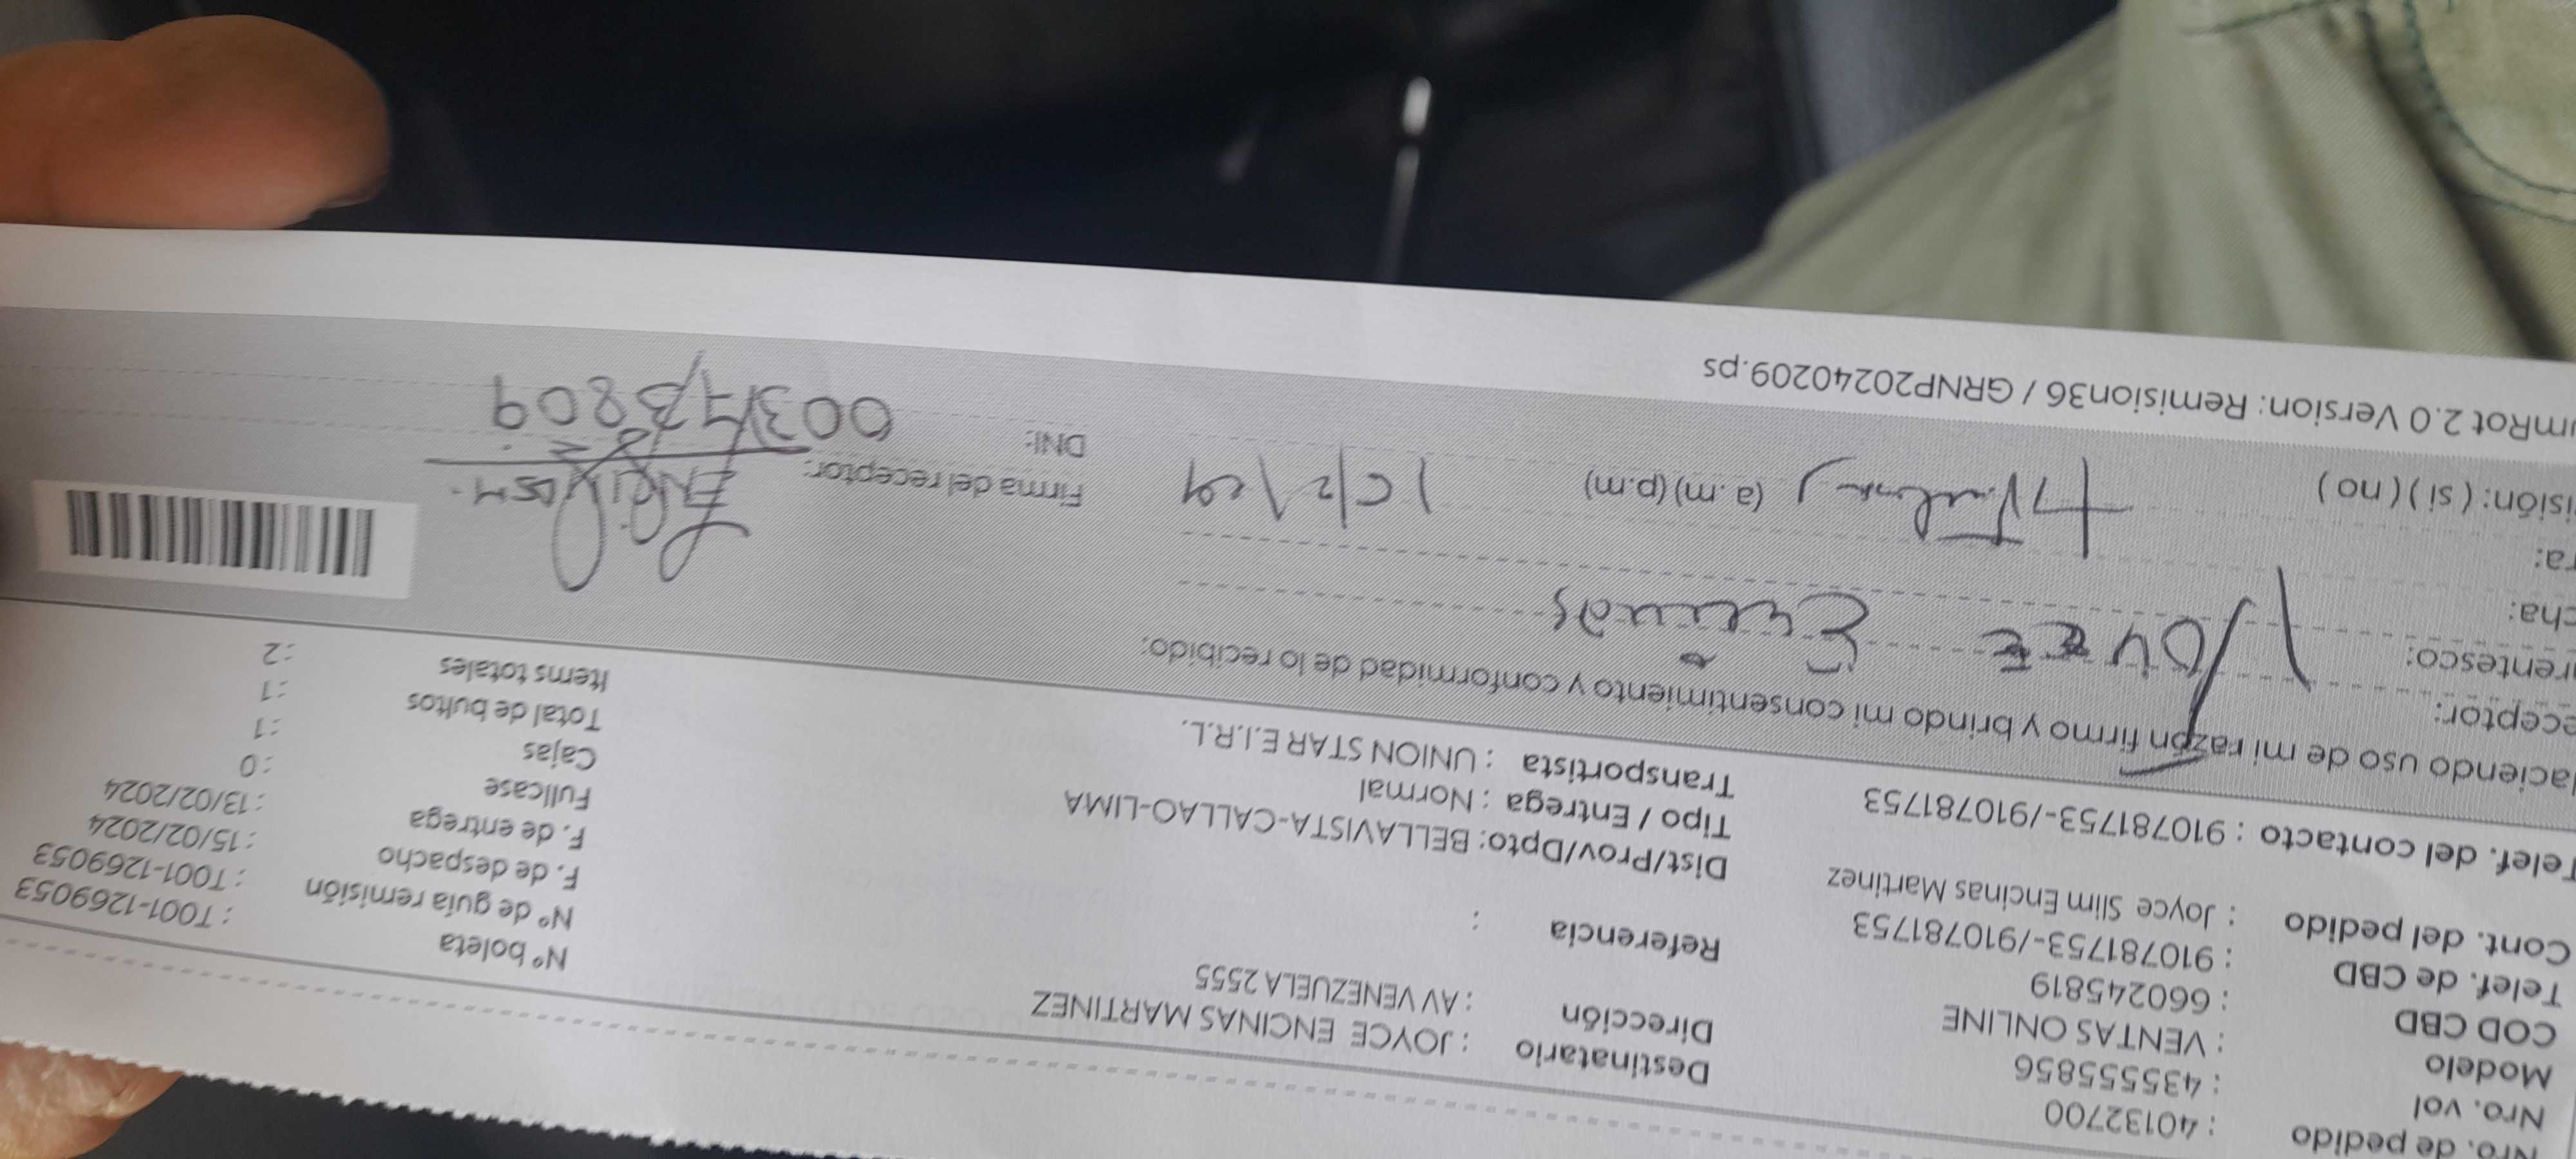 Nro. de pedido : 40132700
Nro. vol : 435555856
Modelo : VENTAS ONLINE
COD CBD : 660245819
Telef. de CBD : 910781753-/910781753
Cont. del pedido : Joyce Slim Encinas Martinez
Telef. del contacto : 910781753-/910781753
Destinatario : JOYCE ENCINAS MARTINEZ
Dirección : AV VENEZUELA 2555
Referencia :
Dist/Prov/Dpto: BELLAVISTA-CALLAO-LIMA
Tipo / Entrega : Normal
Transportista : UNION STAR E.I.R.L.
N° boleta : T001-1269053
N° de guía remisión : T001-1269053
F. de despacho : 15/02/2024
F. de entrega : 13/02/2024
Fullcase : 0
Cajas : 1
Total de bultos : 1
Items totales : 2
aciendo uso de mi razón firmo y brindo mi consentimiento y conformidad de lo recibido:
eceptor: Joyce Encinas
rentesco:
cha:
ra: (a.m) (p.m)
isión: ( si ) ( no )
Firma del receptor:
DNI:
mRot 2.0 Version: Remision36 / GRNP20240209.ps